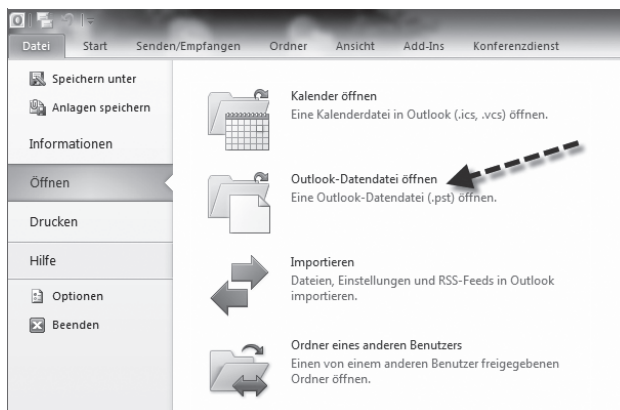 Datei Start Senden/Empfangen Ordner Ansicht Add-Ins Konferenzdienst
Speichern unter
Anlagen speichern
Informationen
Öffnen
Drucken
Hilfe
Optionen
Beenden
Kalender öffnen
Eine Kalenderdatei in Outlook (.ics, .vcs) öffnen.
Outlook-Datendatei öffnen
Eine Outlook-Datendatei (.pst) öffnen.
Importieren
Dateien, Einstellungen und RSS-Feeds in Outlook
importieren.
Ordner eines anderen Benutzers
Einen von einem anderen Benutzer freigegebenen
Ordner öffnen.